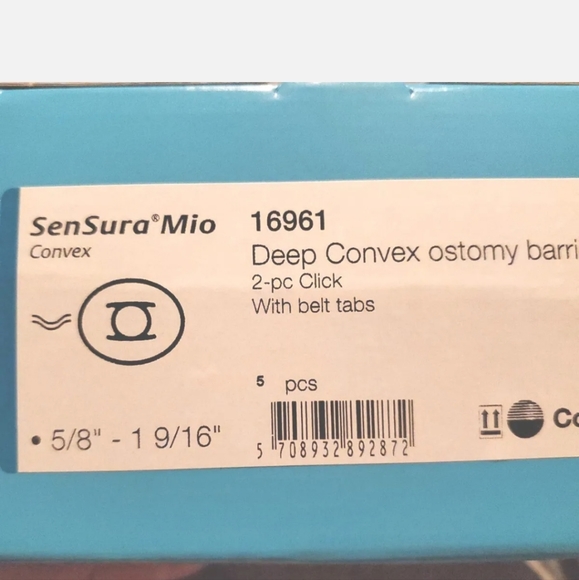 SenSura® Mio
Convex
16961
Deep Convex ostomy barri
2-pc Click
With belt tabs
5 pcs
• 5/8" - 1 9/16"
5 708932 892872
Co